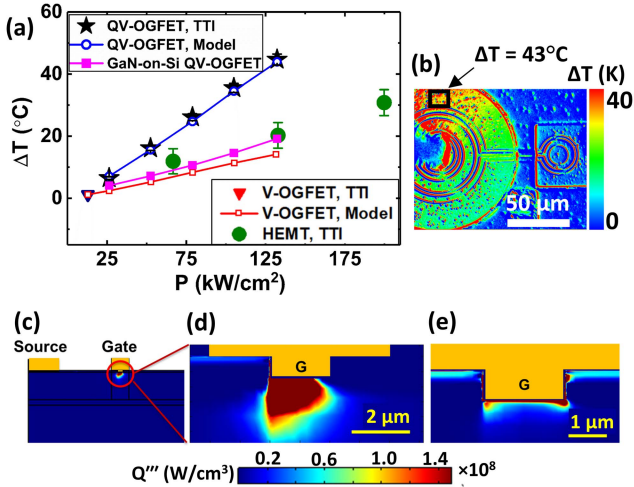 (a)
QV-OGFET, TTI
QV-OGFET, Model
GaN-on-Si QV-OGFET
V-OGFET, TTI
V-OGFET, Model
HEMT, TTI
60
40
20
0
ΔT (°C)
25 75 125 175
P (kW/cm²)
(b)
ΔT = 43°C
ΔT (K)
40
0
50 µm
(c)
Source Gate
(d)
G
2 µm
(e)
G
1 µm
0.2 0.6 1.0 1.4 ×10⁸
Q′′′ (W/cm³)